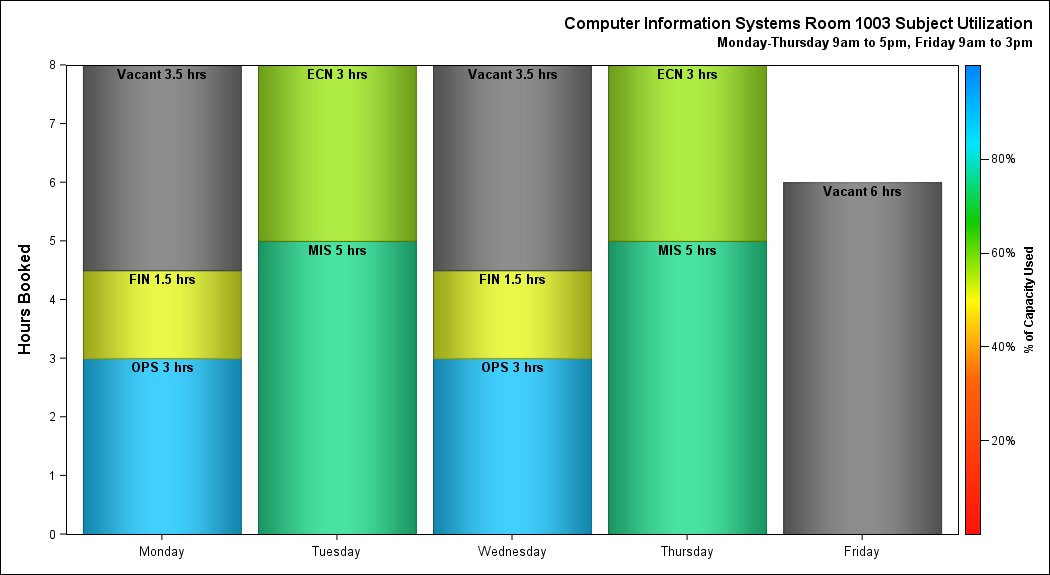 Computer Information Systems Room 1003 Subject Utilization
Monday-Thursday 9am to 5pm, Friday 9am to 3pm
Hours Booked
8
7
6
5
4
3
2
1
0
Vacant 3.5 hrs
FIN 1.5 hrs
OPS 3 hrs
ECN 3 hrs
MIS 5 hrs
Vacant 3.5 hrs
FIN 1.5 hrs
OPS 3 hrs
ECN 3 hrs
MIS 5 hrs
Vacant 6 hrs
Monday
Tuesday
Wednesday
Thursday
Friday
80%
60%
40%
20%
% of Capacity Used